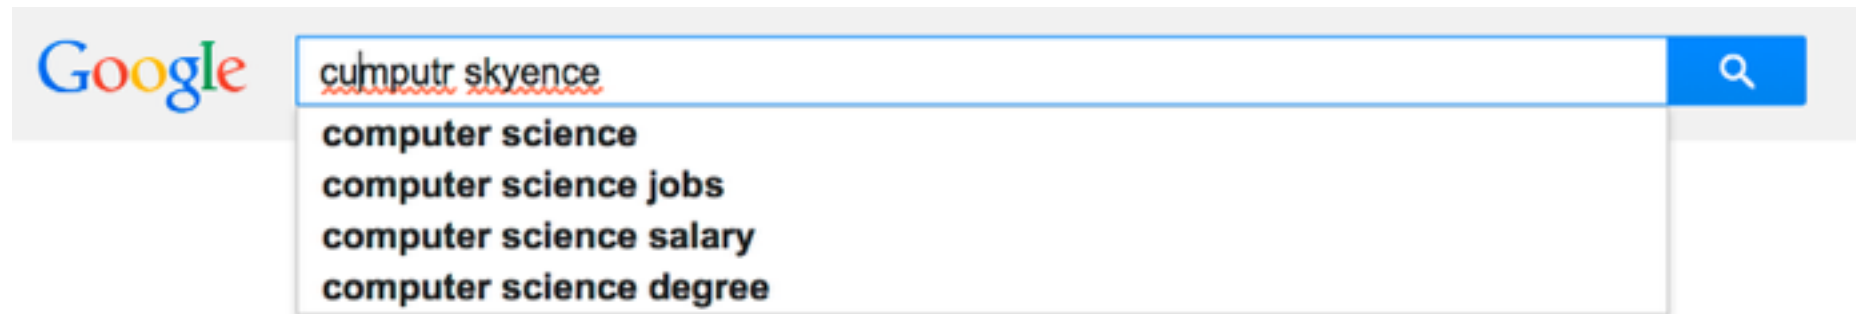 Google
cumputr skyence
computer science
computer science jobs
computer science salary
computer science degree